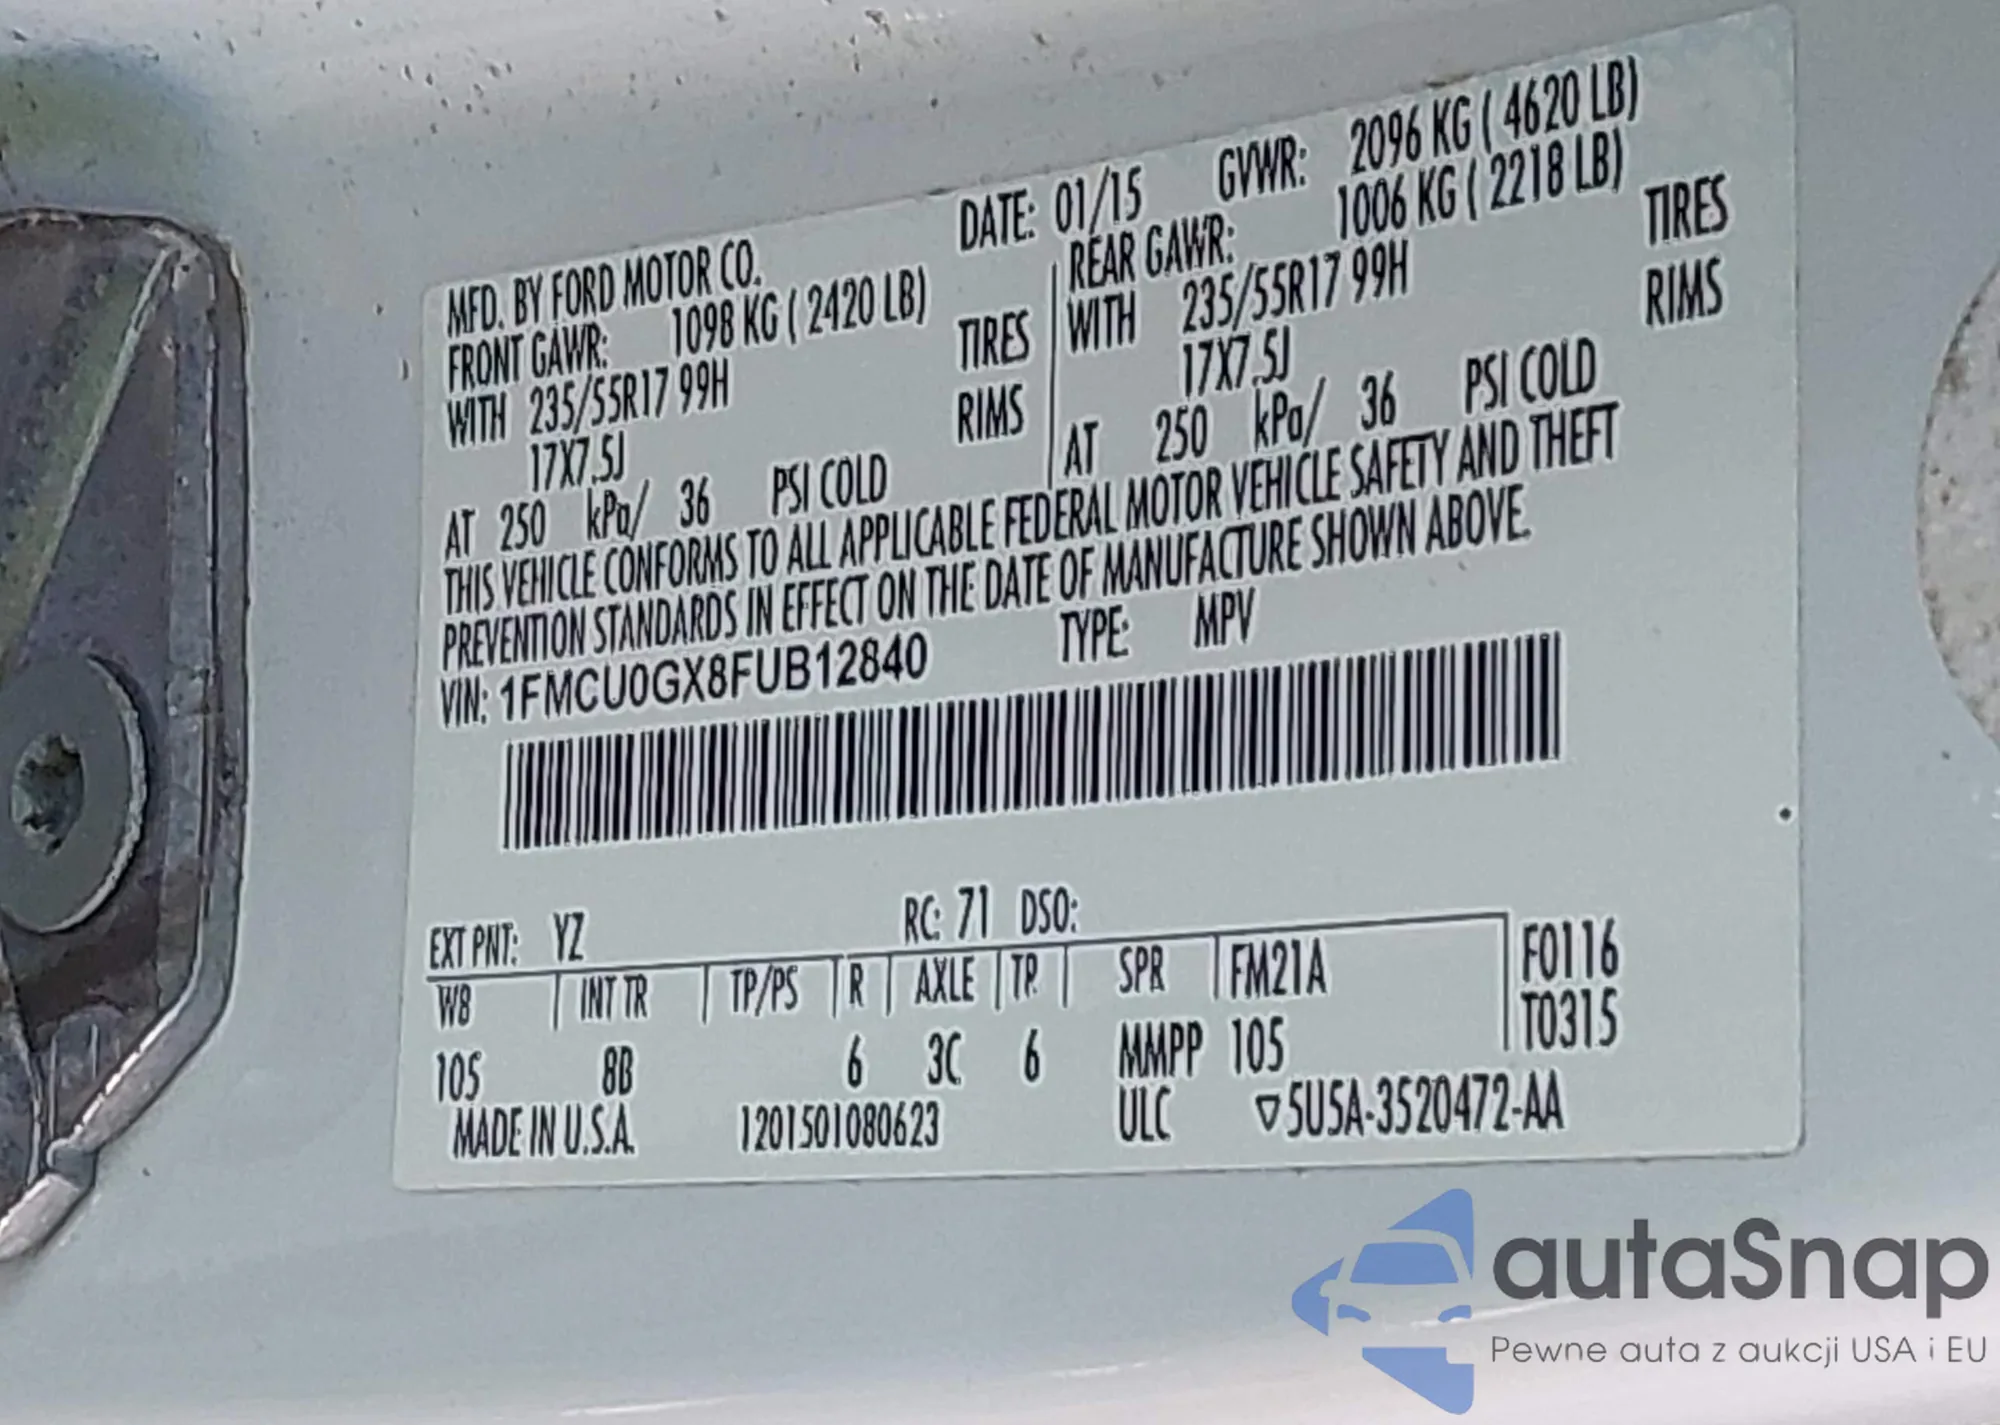 MFD. BY FORD MOTOR CO.
DATE: 01/15 GVWR: 2096 KG ( 4620 LB)
FRONT GAWR: 1098 KG ( 2420 LB)
WITH 235/55R17 99H TIRES
17X7.5J RIMS
AT 250 kPa/ 36 PSI COLD
REAR GAWR: 1006 KG ( 2218 LB)
WITH 235/55R17 99H TIRES
17X7.5J RIMS
AT 250 kPa/ 36 PSI COLD
THIS VEHICLE CONFORMS TO ALL APPLICABLE FEDERAL MOTOR VEHICLE SAFETY AND THEFT
PREVENTION STANDARDS IN EFFECT ON THE DATE OF MANUFACTURE SHOWN ABOVE.
VIN: 1FMCU0GX8FUB12840 TYPE: MPV
EXT PNT: YZ RC: 71 DSO:
W8 INT TR TP/PS R AXLE TR SPR FM21A F0116
T0315
105 8B 6 3C 6 MMPP 105
MADE IN U.S.A. 1201501080623 ULC ▽5U5A-3520472-AA
autaSnap
Pewne auta z aukcji USA i EU